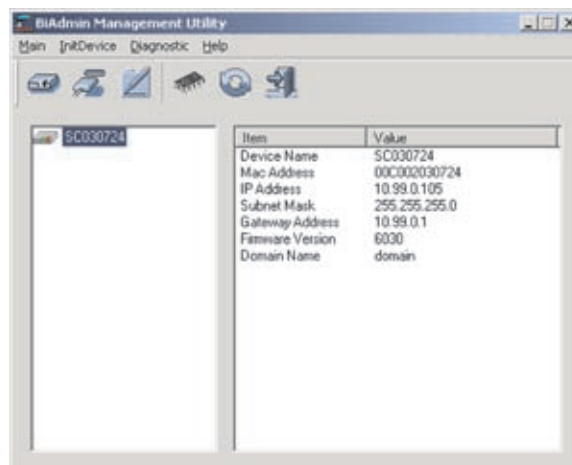 BiAdmin Management Utility
Main InitDevice Diagnostic Help
SC030724
Item Value
Device Name SC030724
Mac Address 00C002030724
IP Address 10.99.0.105
Subnet Mask 255.255.255.0
Gateway Address 10.99.0.1
Firmware Version 6030
Domain Name domain